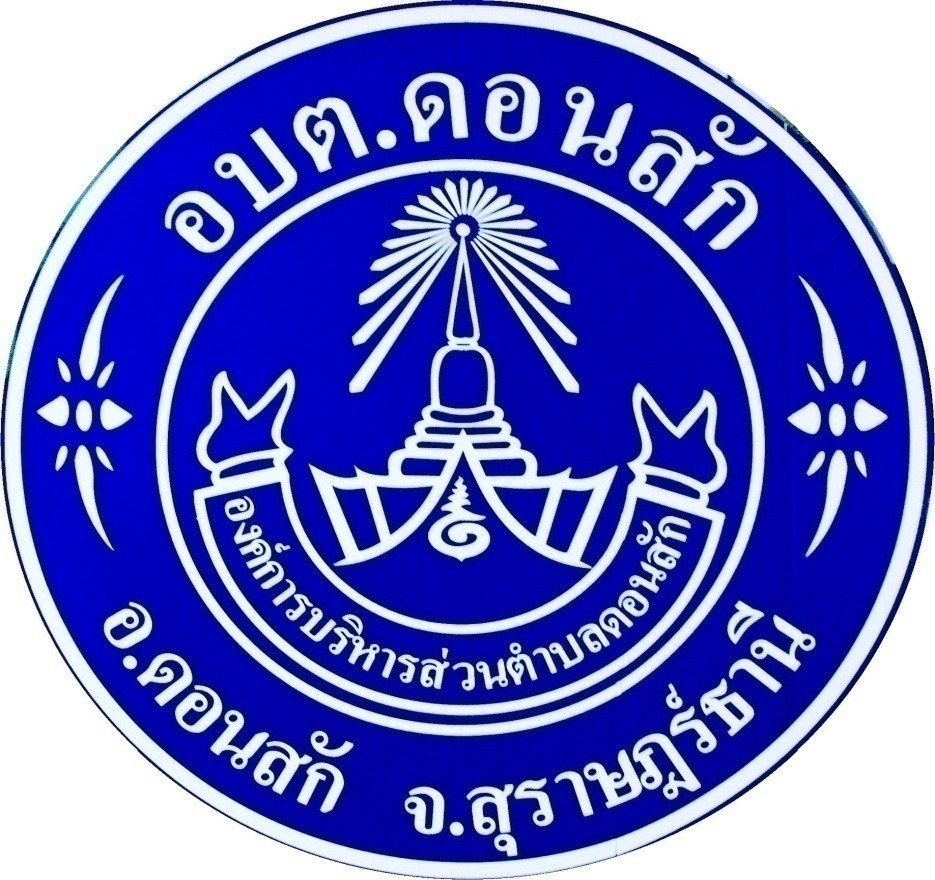 อบต.ดอนสัก
องค์การบริหารส่วนตำบลดอนสัก
อ.ดอนสัก จ.สุราษฎร์ธานี